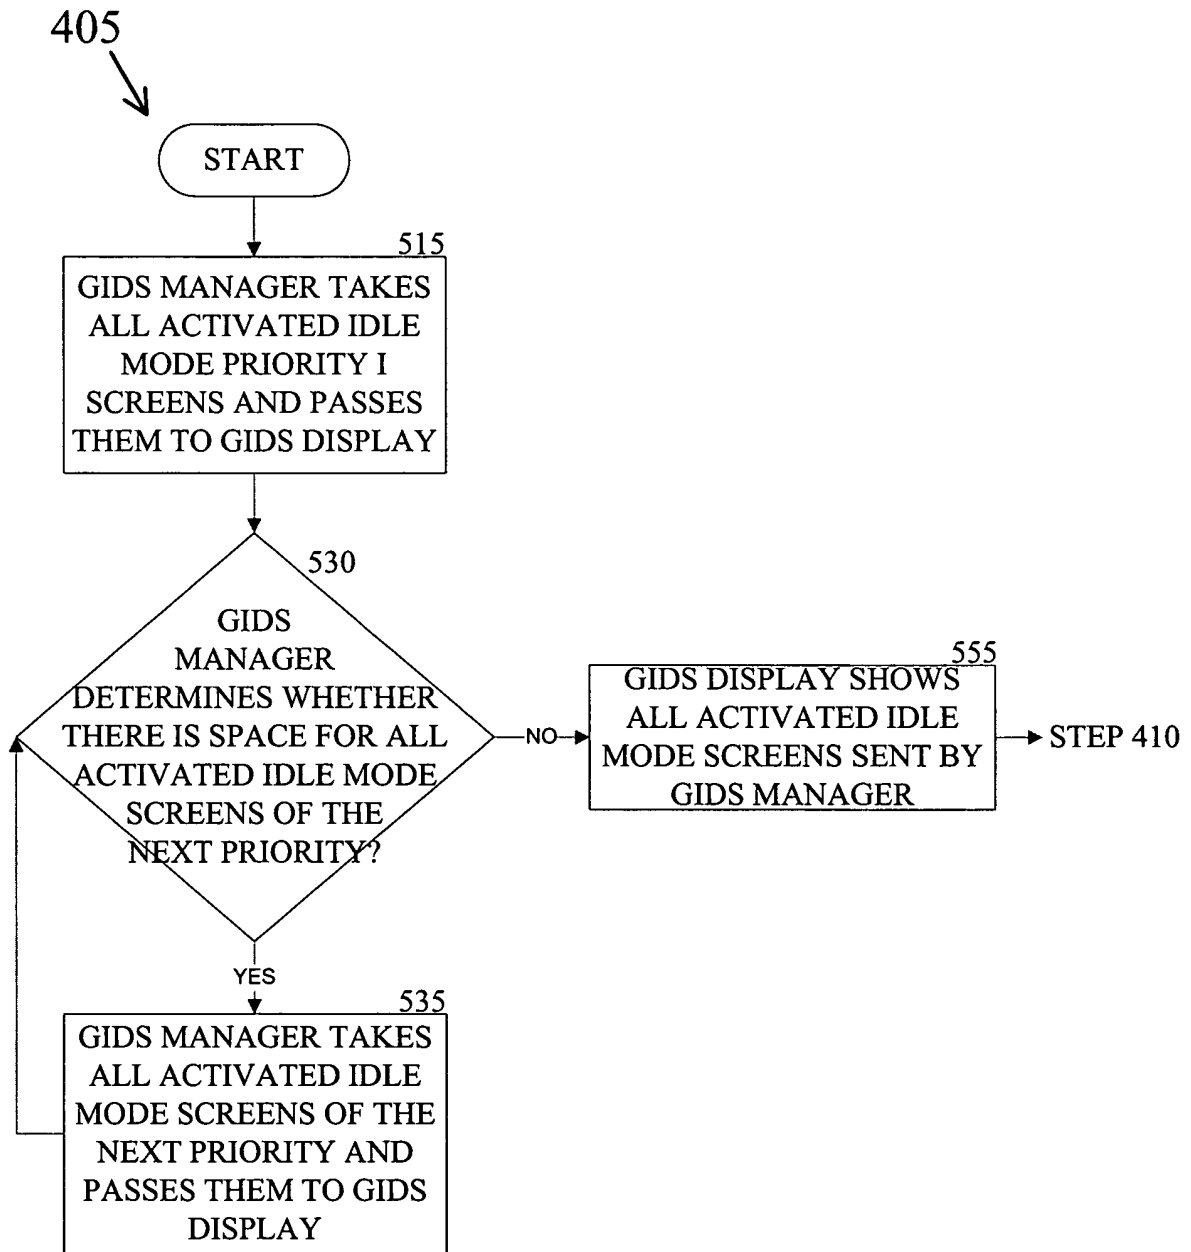 405
START
515
GIDS MANAGER TAKES
ALL ACTIVATED IDLE
MODE PRIORITY I
SCREENS AND PASSES
THEM TO GIDS DISPLAY
530
GIDS
MANAGER
DETERMINES WHETHER
THERE IS SPACE FOR ALL
ACTIVATED IDLE MODE
SCREENS OF THE
NEXT PRIORITY?
NO
555
GIDS DISPLAY SHOWS
ALL ACTIVATED IDLE
MODE SCREENS SENT BY
GIDS MANAGER
STEP 410
YES
535
GIDS MANAGER TAKES
ALL ACTIVATED IDLE
MODE SCREENS OF THE
NEXT PRIORITY AND
PASSES THEM TO GIDS
DISPLAY